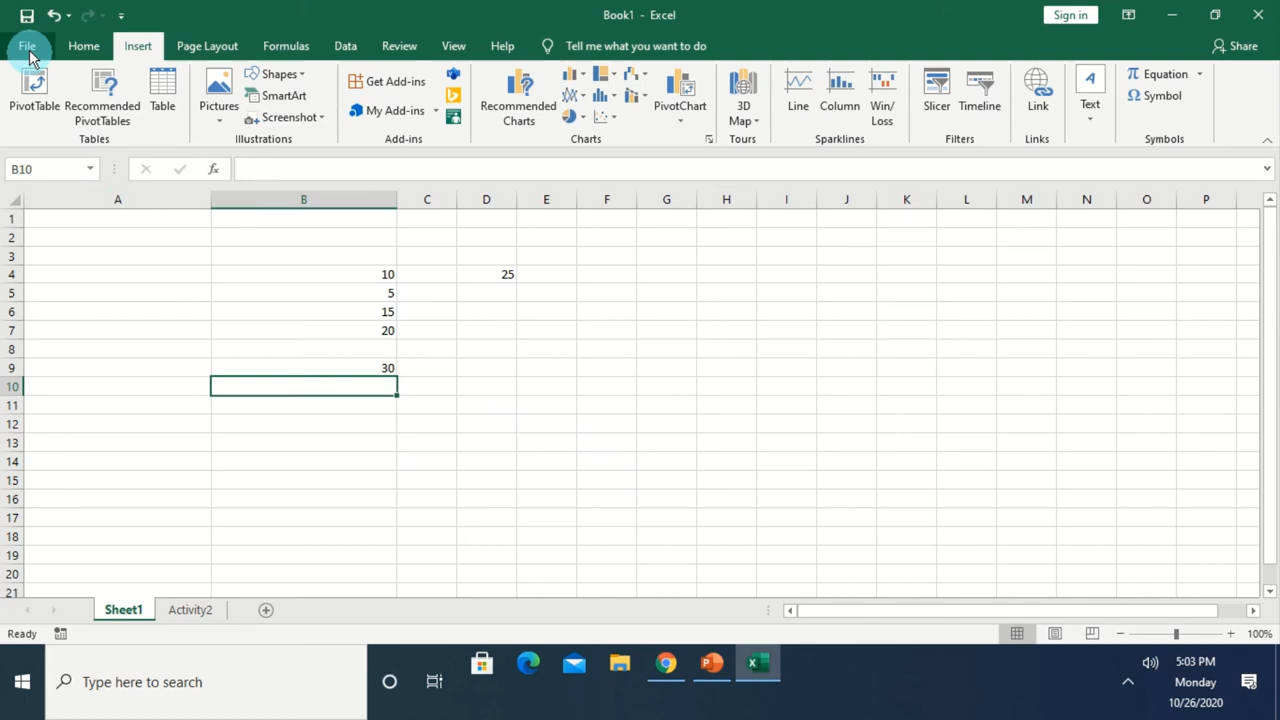 Book1 - Excel
Sign in
File Home Insert Page Layout Formulas Data Review View Help Tell me what you want to do Share
PivotTable Recommended PivotTables Table
Tables
Pictures Shapes SmartArt Screenshot
Illustrations
Get Add-ins
My Add-ins
Add-ins
Recommended Charts PivotChart
Charts
3D Map
Tours
Line Column Win/Loss
Sparklines
Slicer Timeline
Filters
Link
Links
Text
Equation
Symbol
Symbols
B10 fx
A B C D E F G H I J K L M N O P
1
2
3
4 10 25
5 5
6 15
7 20
8
9 30
10
11
12
13
14
15
16
17
18
19
20
21
Sheet1 Activity2
Ready 100%
Type here to search
5:03 PM
Monday
10/26/2020